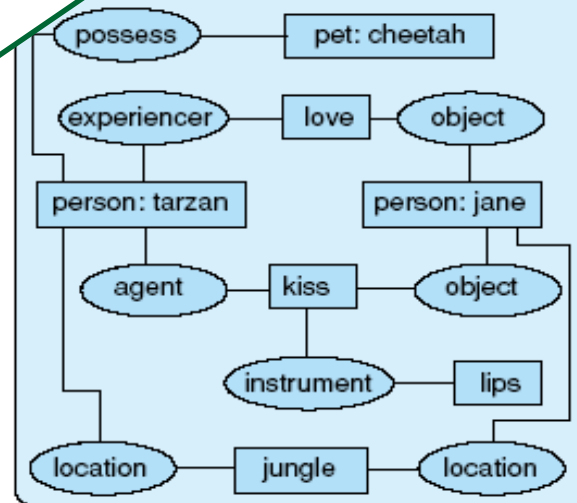 possess pet: cheetah
experiencer love object
person: tarzan person: jane
agent kiss object
instrument lips
location jungle location